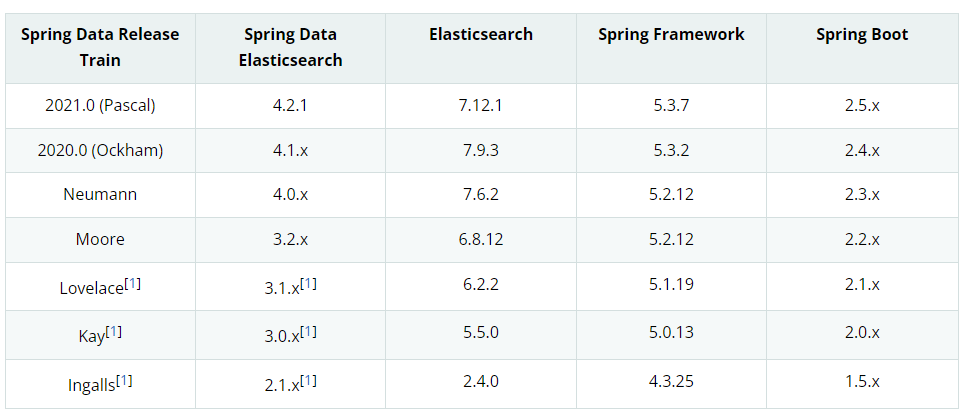 Spring Data Release Train Spring Data Elasticsearch Elasticsearch Spring Framework Spring Boot
2021.0 (Pascal) 4.2.1 7.12.1 5.3.7 2.5.x
2020.0 (Ockham) 4.1.x 7.9.3 5.3.2 2.4.x
Neumann 4.0.x 7.6.2 5.2.12 2.3.x
Moore 3.2.x 6.8.12 5.2.12 2.2.x
Lovelace[1] 3.1.x[1] 6.2.2 5.1.19 2.1.x
Kay[1] 3.0.x[1] 5.5.0 5.0.13 2.0.x
Ingalls[1] 2.1.x[1] 2.4.0 4.3.25 1.5.x